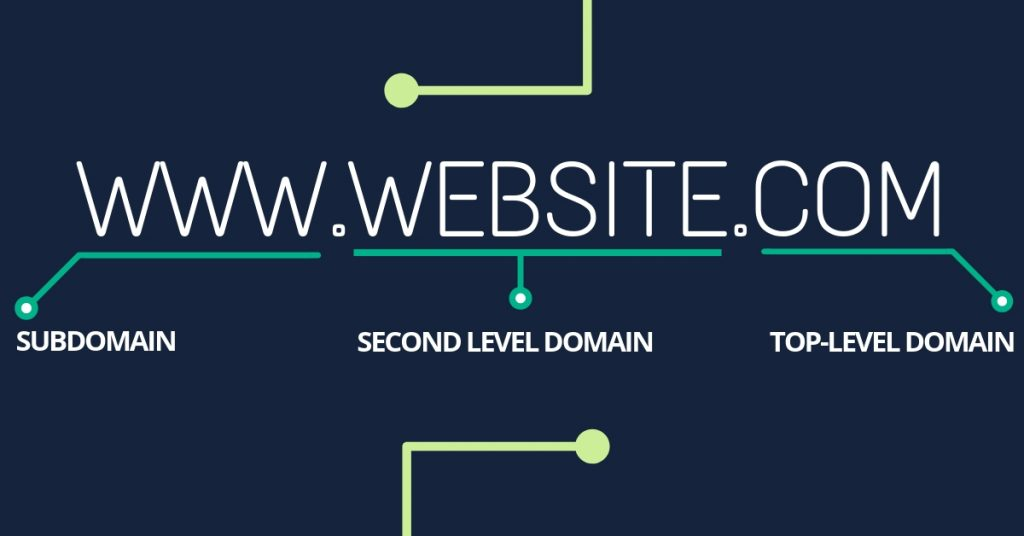 WWW.WEBSITE.COM
SUBDOMAIN
SECOND LEVEL DOMAIN
TOP-LEVEL DOMAIN